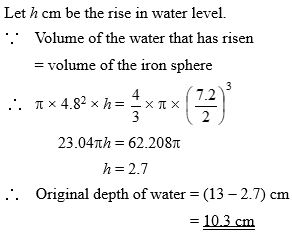 Let h cm be the rise in water level.
∵ Volume of the water that has risen
= volume of the iron sphere
∴ π × 4.8² × h = 4/3 × π × (7.2/2)³
23.04πh = 62.208π
h = 2.7
∴ Original depth of water = (13 − 2.7) cm
= 10.3 cm